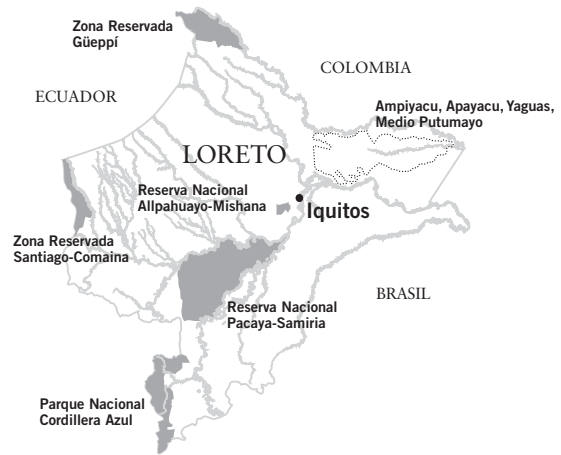 Zona Reservada
Güeppí
COLOMBIA
ECUADOR
Ampiyacu, Apayacu, Yaguas,
Medio Putumayo
LORETO
Reserva Nacional
Allpahuayo-Mishana
Iquitos
Zona Reservada
Santiago-Comaina
BRASIL
Reserva Nacional
Pacaya-Samiria
Parque Nacional
Cordillera Azul